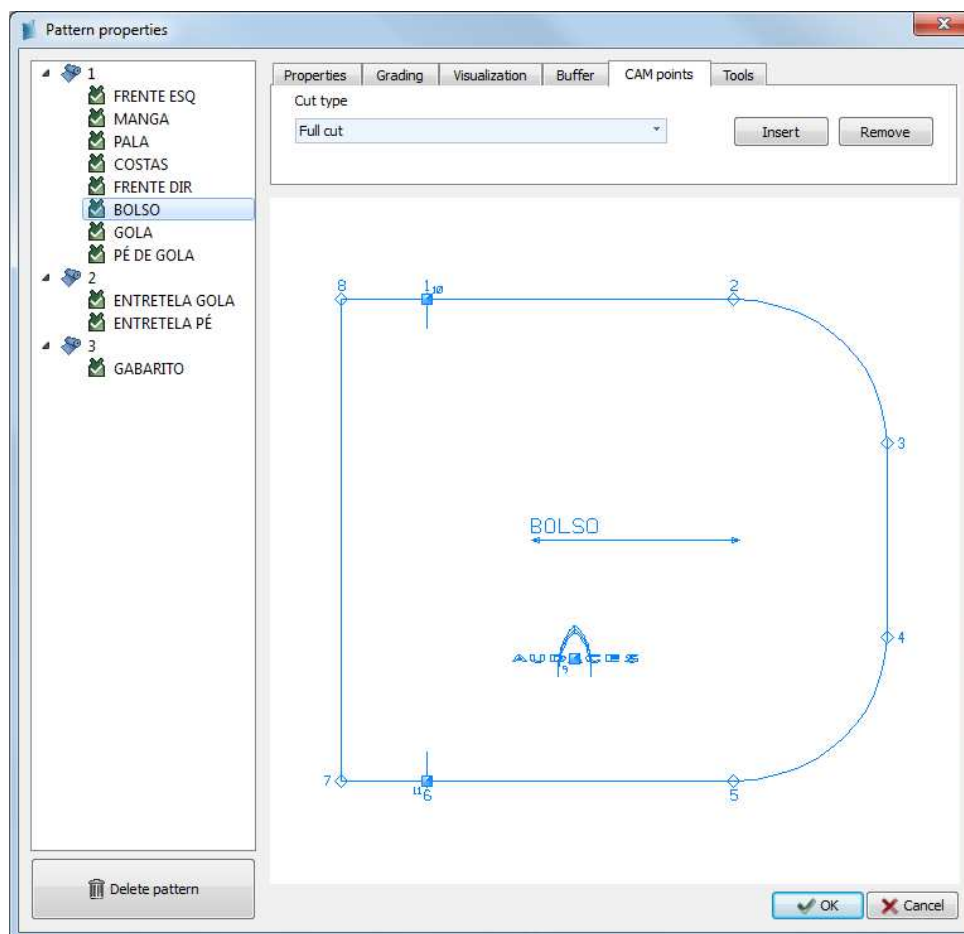 Pattern properties
1
FRENTE ESQ
MANGA
PALA
COSTAS
FRENTE DIR
BOLSO
GOLA
PÉ DE GOLA
2
ENTRETELA GOLA
ENTRETELA PÉ
3
GABARITO
Delete pattern
Properties Grading Visualization Buffer CAM points Tools
Cut type
Full cut
Insert Remove
8 1 10 2
3
BOLSO
4
AUDACES
9
7 11 6 5
OK Cancel